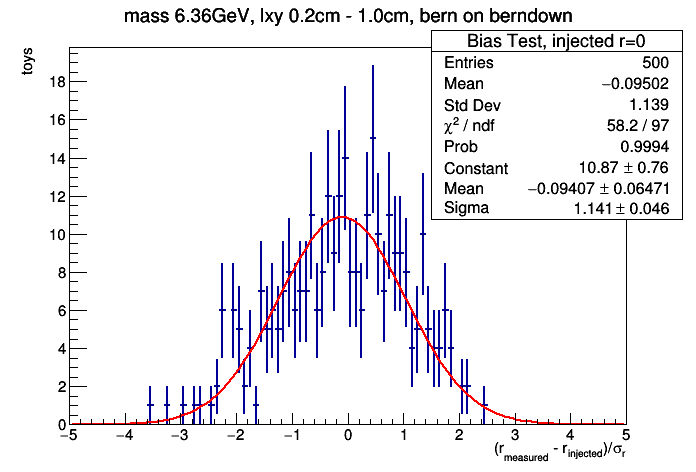 mass 6.36GeV, lxy 0.2cm - 1.0cm, bern on berndown
toys
Bias Test, injected r=0
Entries 500
Mean −0.09502
Std Dev 1.139
χ² / ndf 58.2 / 97
Prob 0.9994
Constant 10.87 ± 0.76
Mean −0.09407 ± 0.06471
Sigma 1.141 ± 0.046
18
16
14
12
10
8
6
4
2
0
−5 −4 −3 −2 −1 0 1 2 3 4 5
(r_measured - r_injected)/σ_r